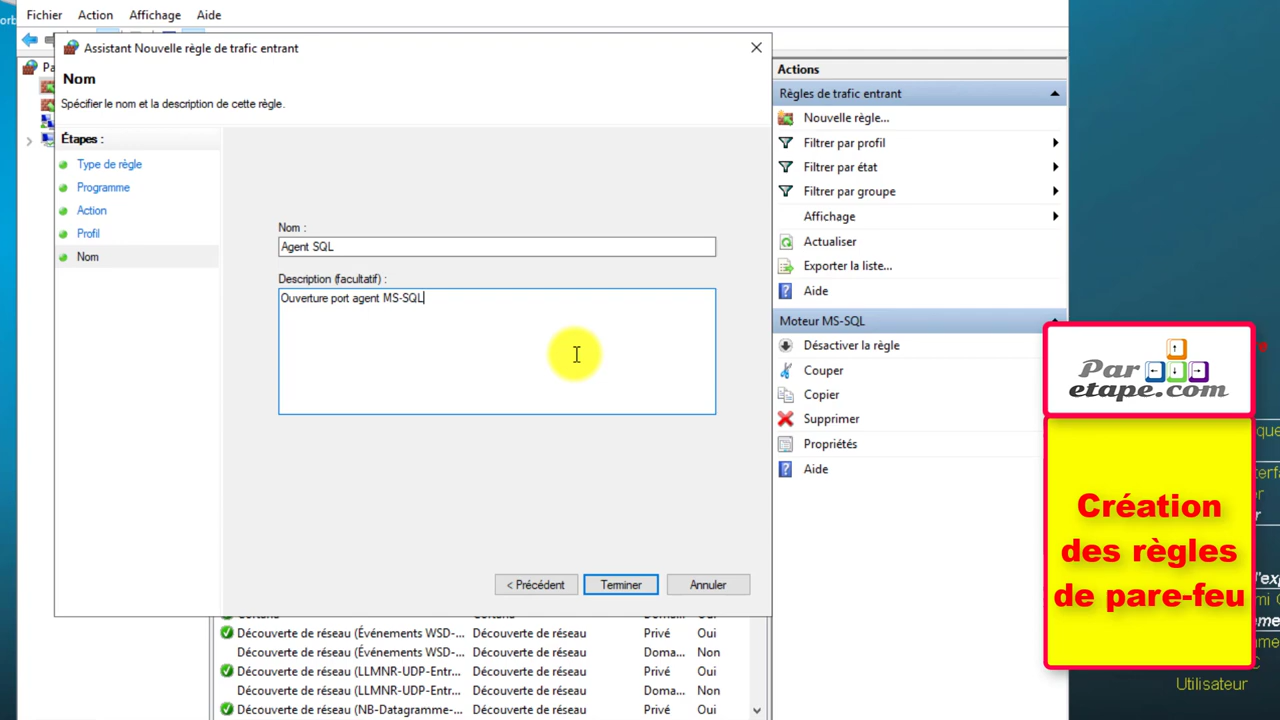 Fichier Action Affichage Aide
Assistant Nouvelle règle de trafic entrant
Nom
Spécifier le nom et la description de cette règle.
Étapes :
Type de règle
Programme
Action
Profil
Nom
Nom :
Agent SQL
Description (facultatif) :
Ouverture port agent MS-SQL
< Précédent Terminer Annuler
Découverte de réseau (Événements WSD-... Découverte de réseau Privé Oui
Découverte de réseau (Événements WSD-... Découverte de réseau Doma... Non
Découverte de réseau (LLMNR-UDP-Entr... Découverte de réseau Privé Oui
Découverte de réseau (LLMNR-UDP-Entr... Découverte de réseau Doma... Non
Découverte de réseau (NB-Datagramme-... Découverte de réseau Privé Oui
Actions
Règles de trafic entrant
Nouvelle règle...
Filtrer par profil
Filtrer par état
Filtrer par groupe
Affichage
Actualiser
Exporter la liste...
Aide
Moteur MS-SQL
Désactiver la règle
Couper
Copier
Supprimer
Propriétés
Aide
Par
etape.com
Création
des règles
de pare-feu
Utilisateur